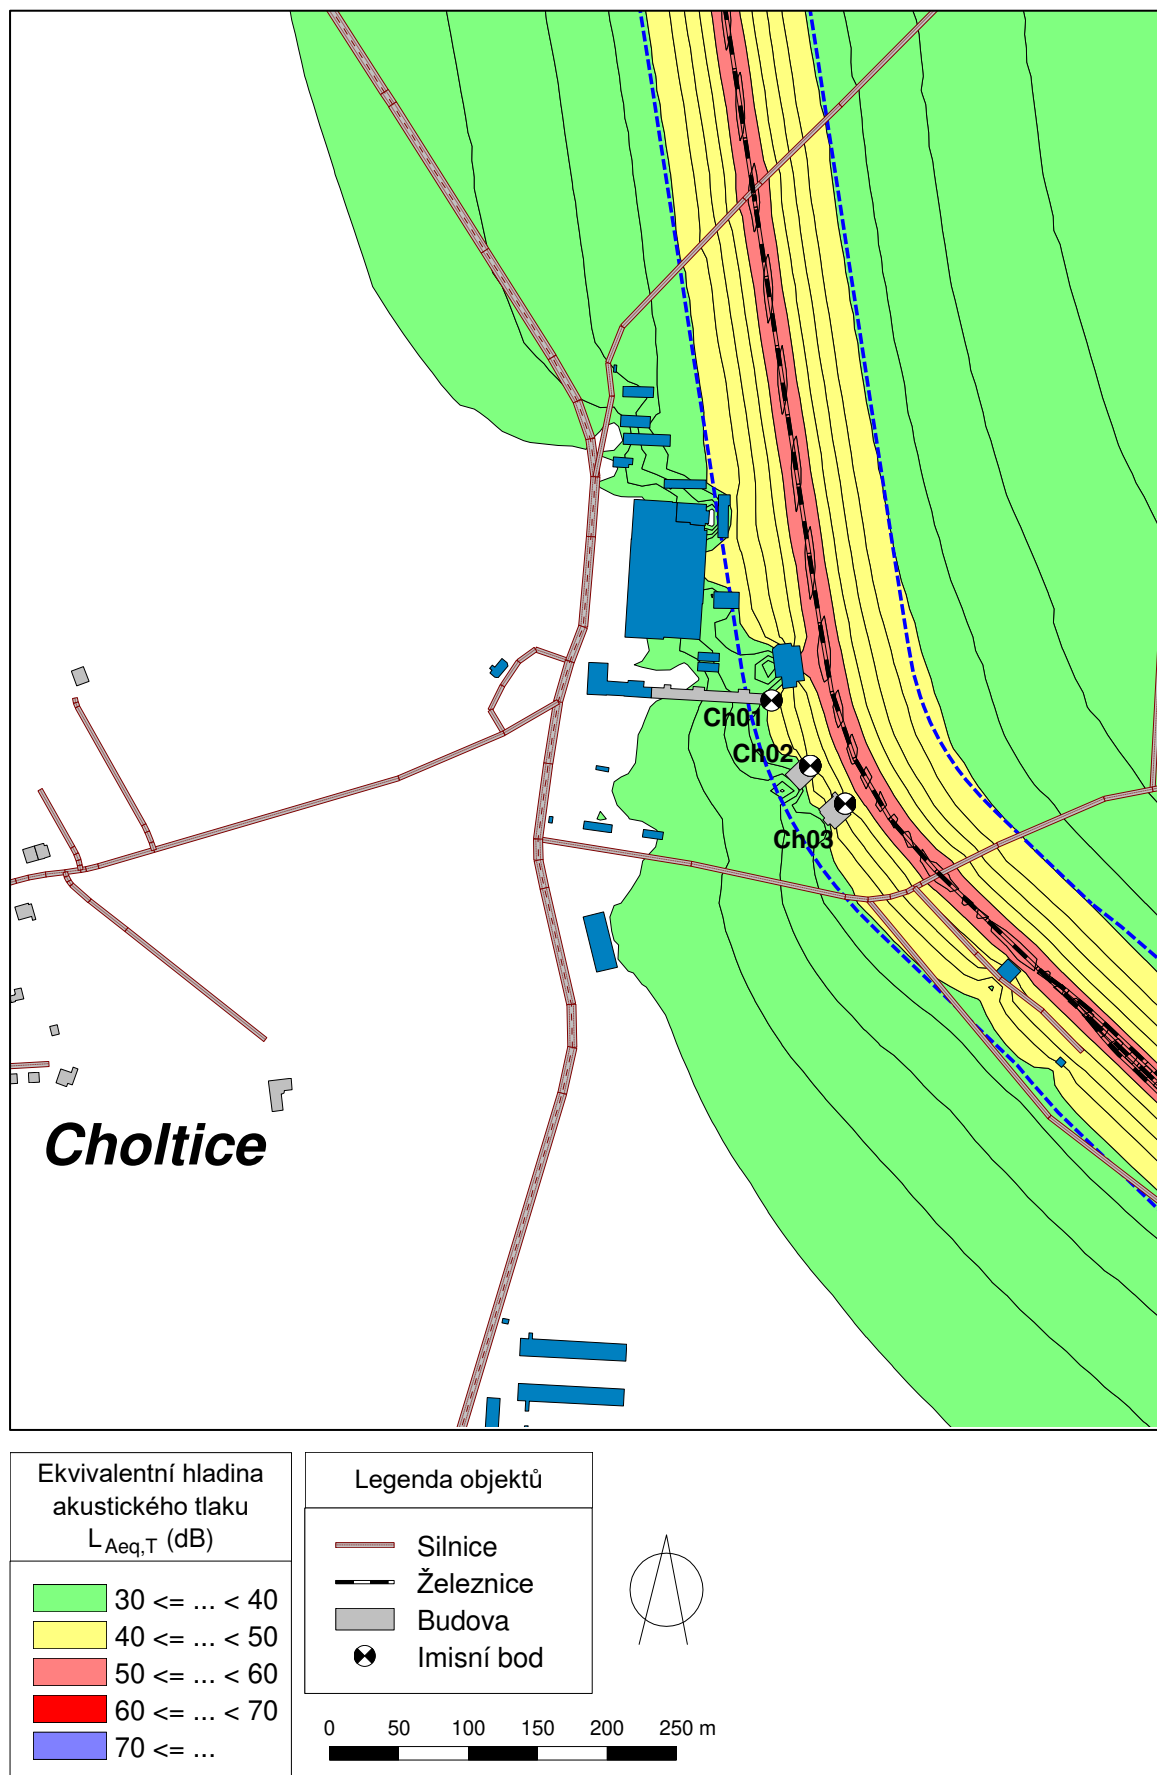 Ch01
Ch02
Ch03
Choltice
Ekvivalentní hladina
akustického tlaku
L Aeq,T (dB)
30 <= ... < 40
40 <= ... < 50
50 <= ... < 60
60 <= ... < 70
70 <= ...
Legenda objektů
Silnice
Železnice
Budova
Imisní bod
0 50 100 150 200 250 m